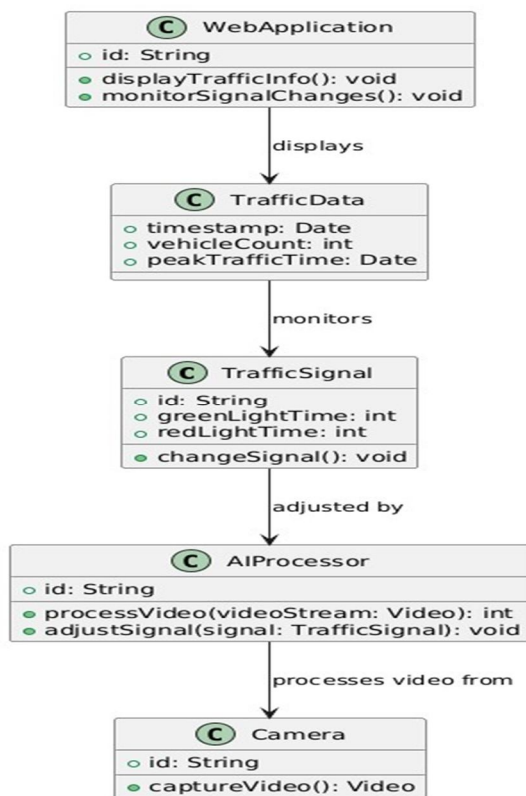 C WebApplication
id: String
displayTrafficInfo(): void
monitorSignalChanges(): void
displays
C TrafficData
timestamp: Date
vehicleCount: int
peakTrafficTime: Date
monitors
C TrafficSignal
id: String
greenLightTime: int
redLightTime: int
changeSignal(): void
adjusted by
C AIProcessor
id: String
processVideo(videoStream: Video): int
adjustSignal(signal: TrafficSignal): void
processes video from
C Camera
id: String
captureVideo(): Video